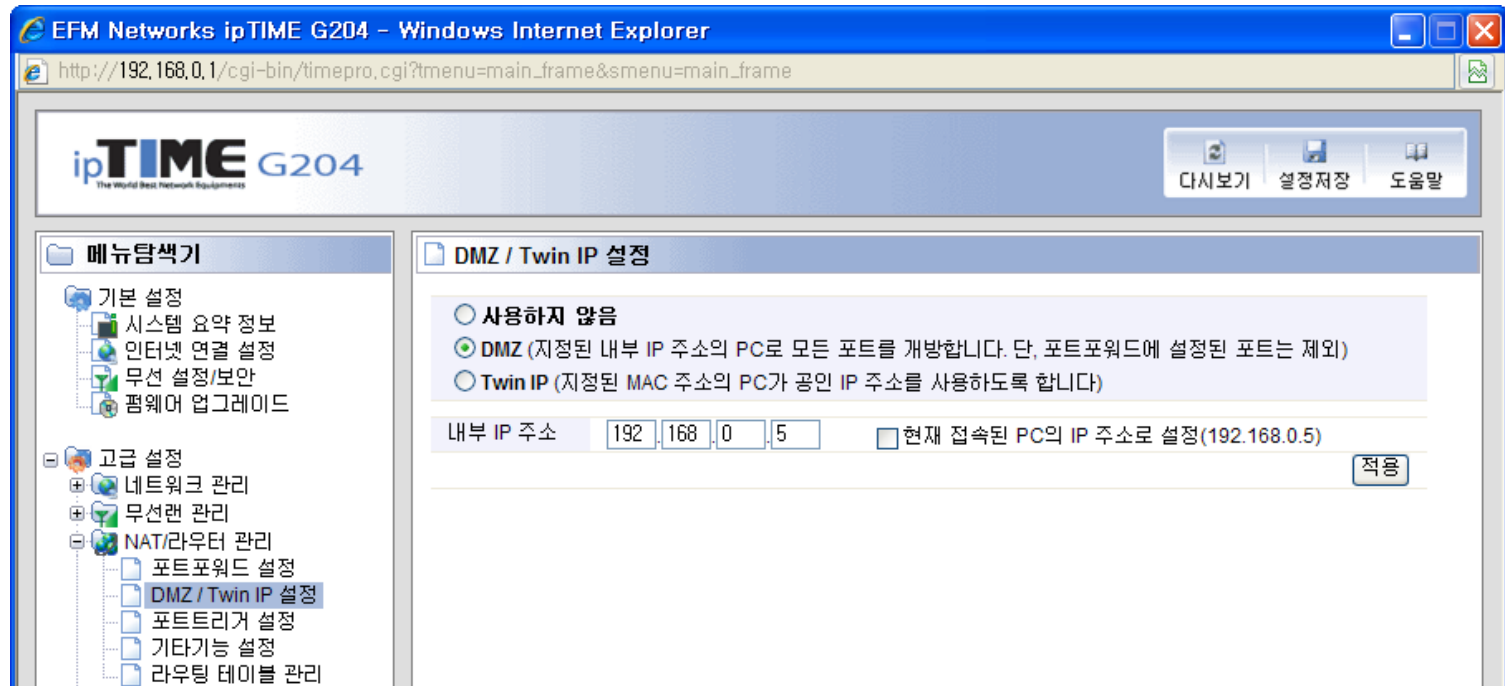 EFM Networks ipTIME G204 - Windows Internet Explorer
http://192.168.0.1/cgi-bin/timepro.cgi?tmenu=main_frame&smenu=main_frame
ipTIME G204
The World Best Network Equipments
다시보기 설정저장 도움말
메뉴탐색기
기본 설정
시스템 요약 정보
인터넷 연결 설정
무선 설정/보안
펌웨어 업그레이드
고급 설정
네트워크 관리
무선랜 관리
NAT/라우터 관리
포트포워드 설정
DMZ / Twin IP 설정
포트트리거 설정
기타기능 설정
라우팅 테이블 관리
DMZ / Twin IP 설정
사용하지 않음
DMZ (지정된 내부 IP 주소의 PC로 모든 포트를 개방합니다. 단, 포트포워드에 설정된 포트는 제외)
Twin IP (지정된 MAC 주소의 PC가 공인 IP 주소를 사용하도록 합니다)
내부 IP 주소 192 . 168 . 0 . 5 현재 접속된 PC의 IP 주소로 설정(192.168.0.5)
적용